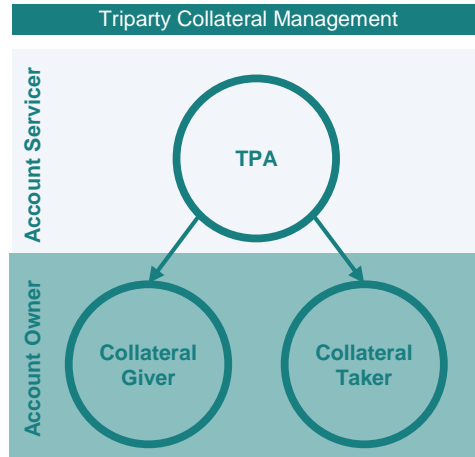 Triparty Collateral Management
Account Servicer
TPA
Account Owner
Collateral
Giver
Collateral
Taker